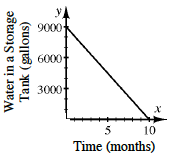 y
Water in a Storage
Tank (gallons)
9000
6000
3000
x
5 10
Time (months)